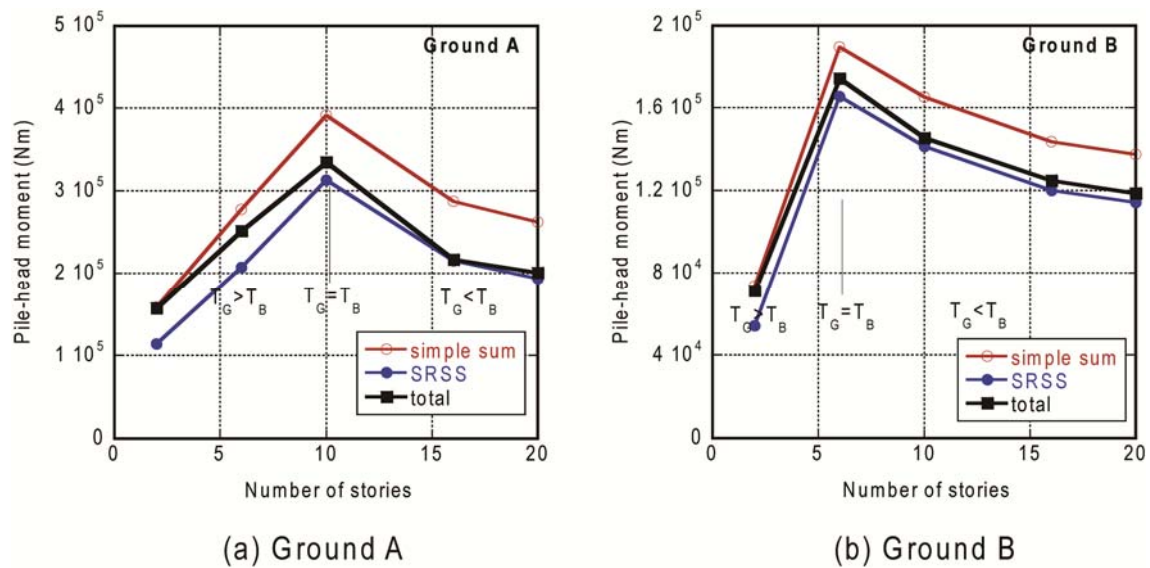 Ground A
5 10^5
4 10^5
3 10^5
2 10^5
1 10^5
0
Pile-head moment (Nm)
T_G>T_B
T_G=T_B
T_G<T_B
simple sum
SRSS
total
0 5 10 15 20
Number of stories
(a) Ground A
Ground B
2 10^5
1.6 10^5
1.2 10^5
8 10^4
4 10^4
0
Pile-head moment (Nm)
T_G>T_B
T_G=T_B
T_G<T_B
simple sum
SRSS
total
0 5 10 15 20
Number of stories
(b) Ground B